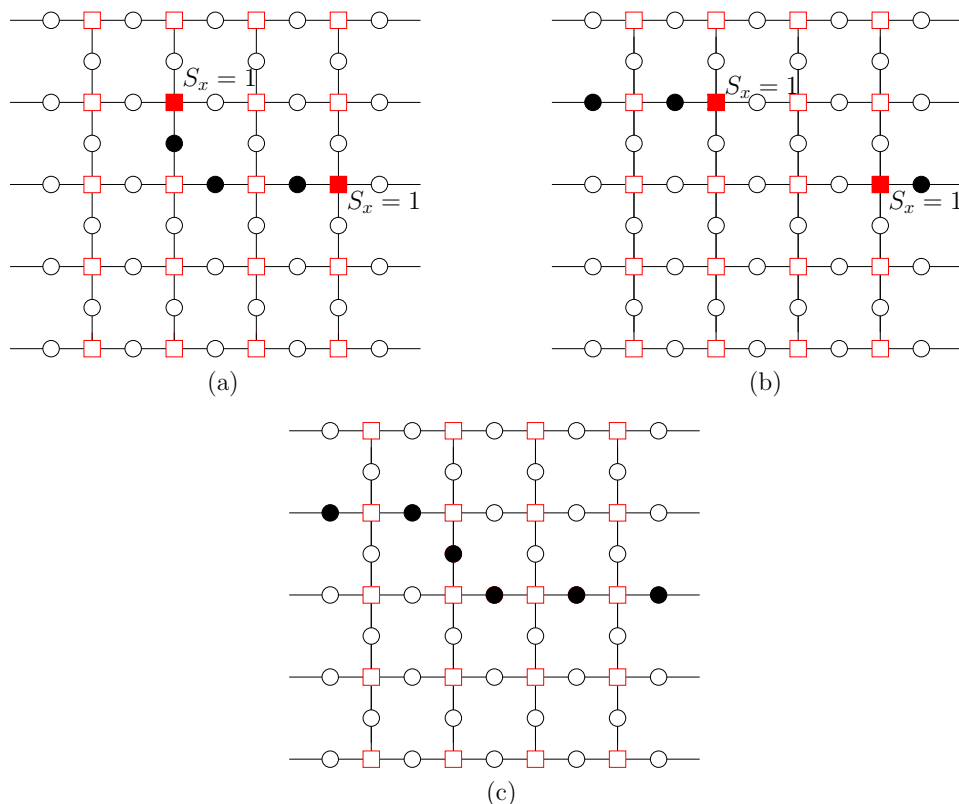 $S_x = 1$
$S_x = 1$
$S_x = 1$
$S_x = 1$
(a)
(b)
(c)